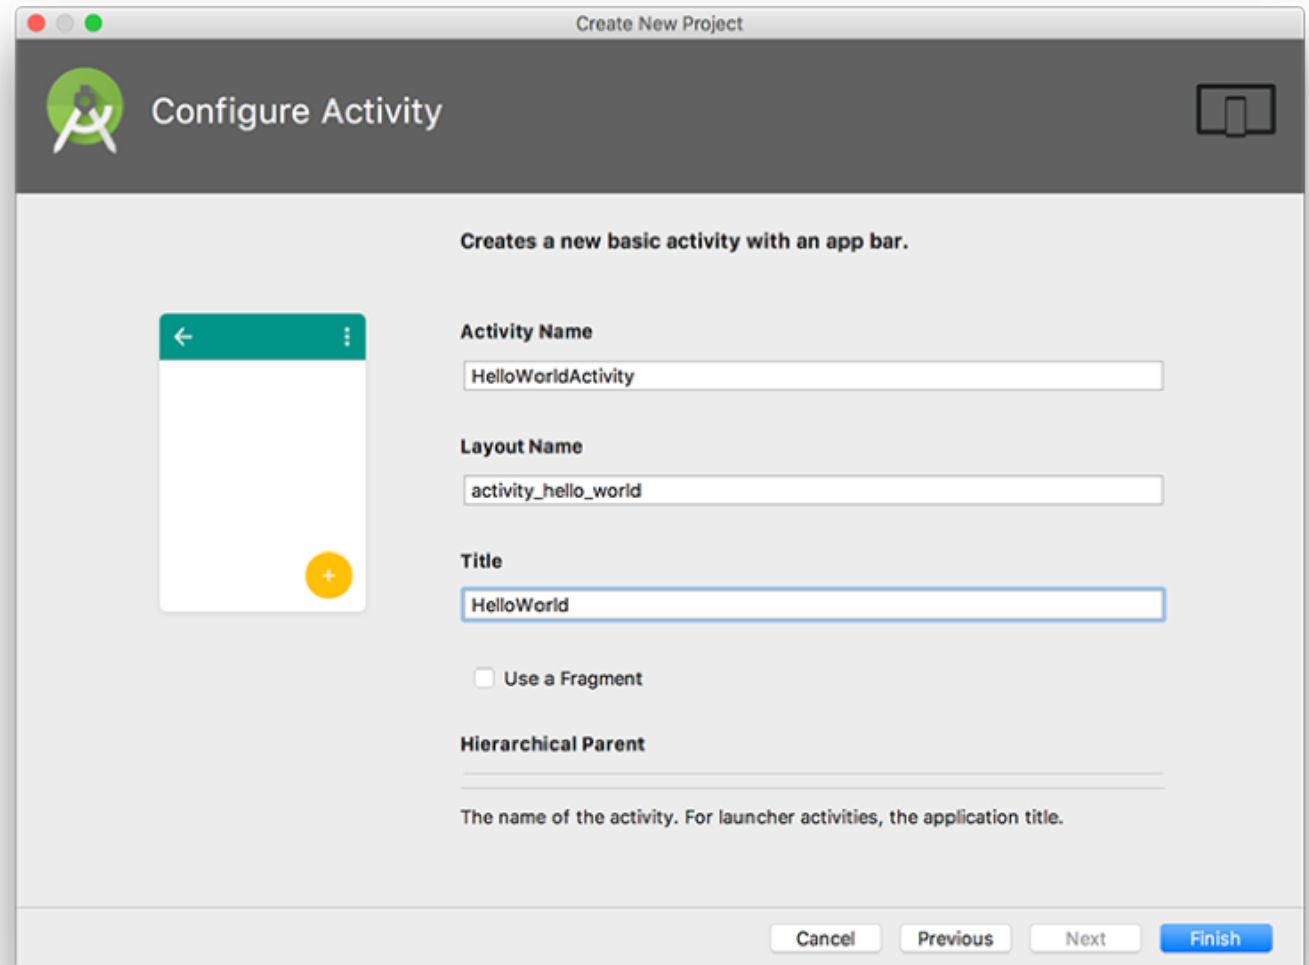 Create New Project
Configure Activity
Creates a new basic activity with an app bar.
Activity Name
HelloWorldActivity
Layout Name
activity_hello_world
Title
HelloWorld
Use a Fragment
Hierarchical Parent
The name of the activity. For launcher activities, the application title.
Cancel Previous Next Finish